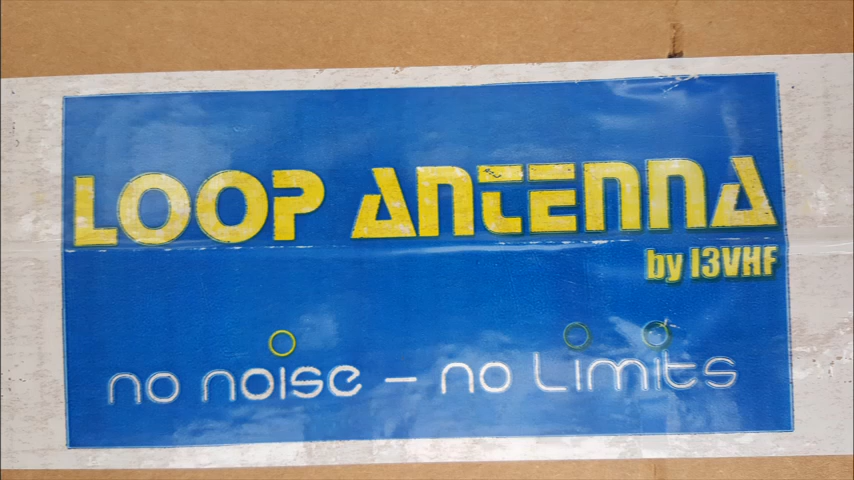 LOOP ANTENNA
by I3VHF
no noise – no Limits